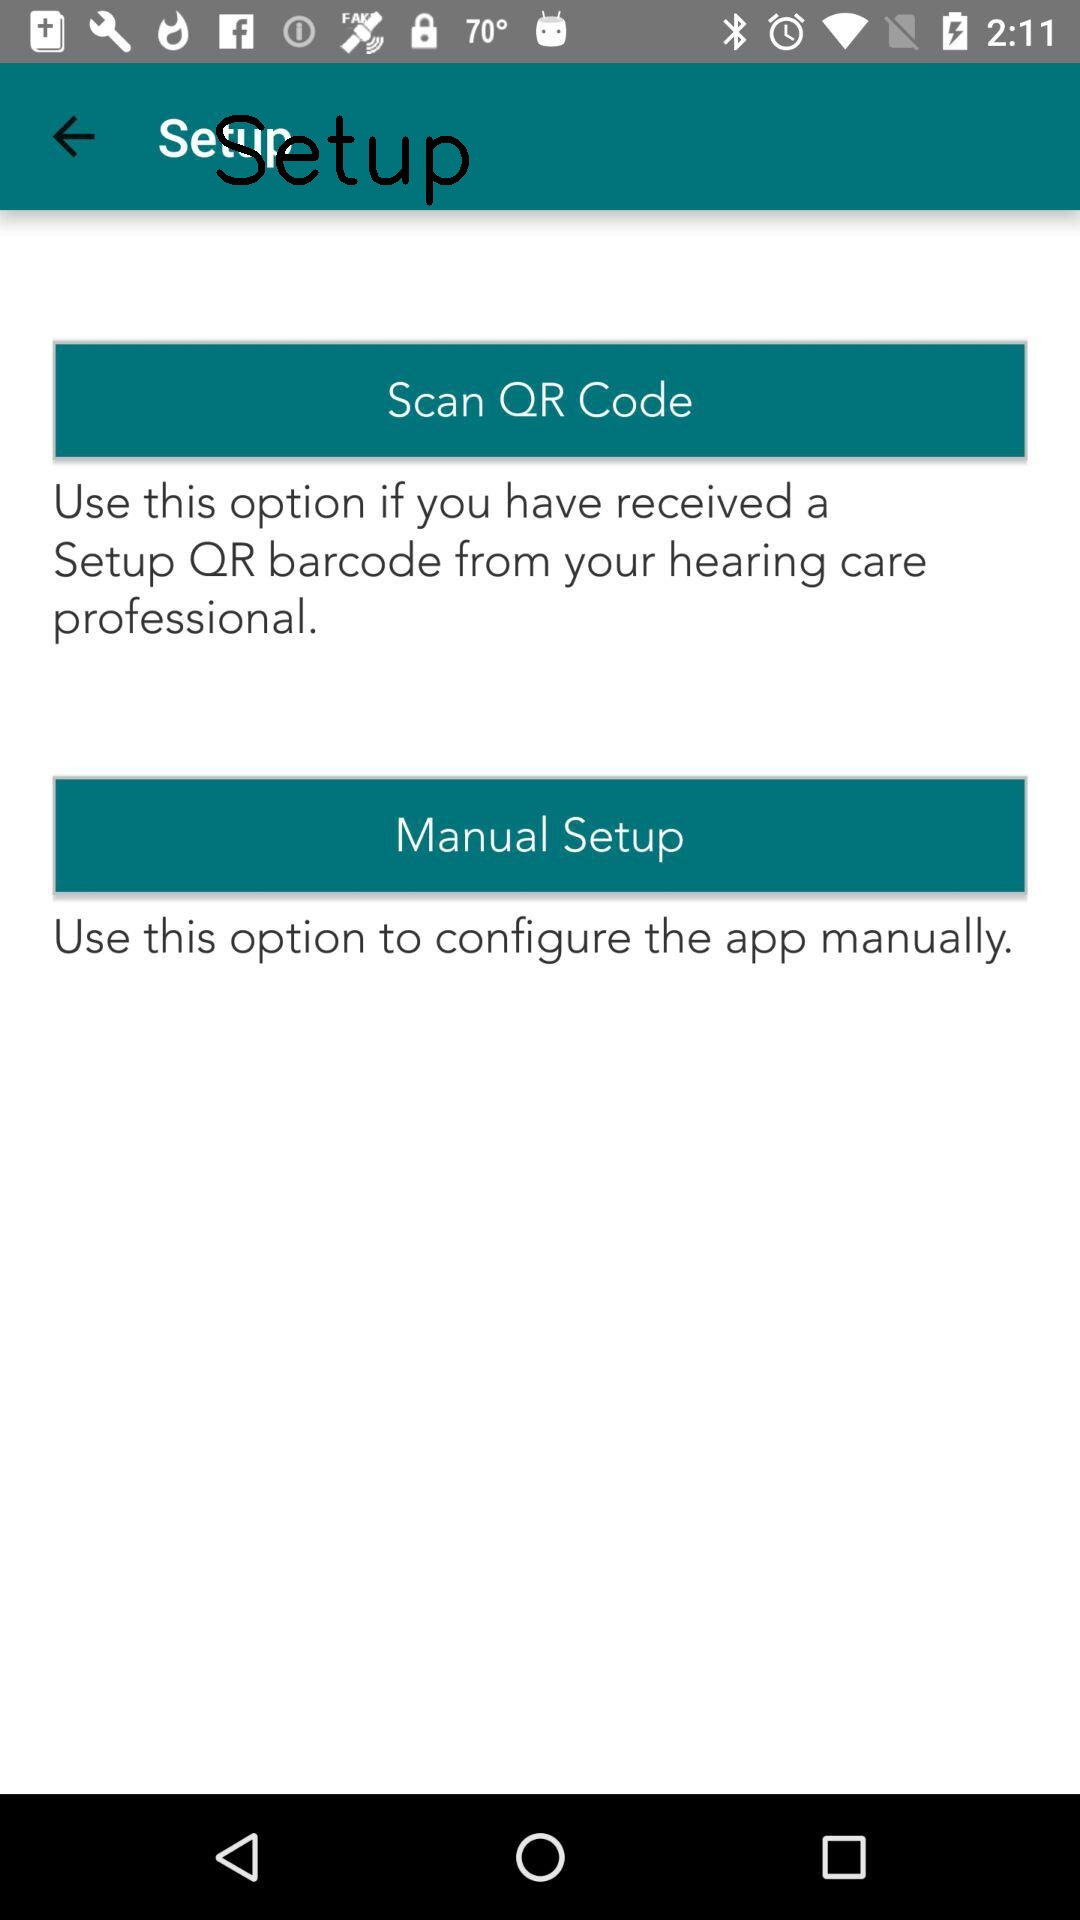 FAKE 70° 2:11
Setup
Setup
Scan QR Code
Use this option if you have received a
Setup QR barcode from your hearing care
professional.
Manual Setup
Use this option to configure the app manually.